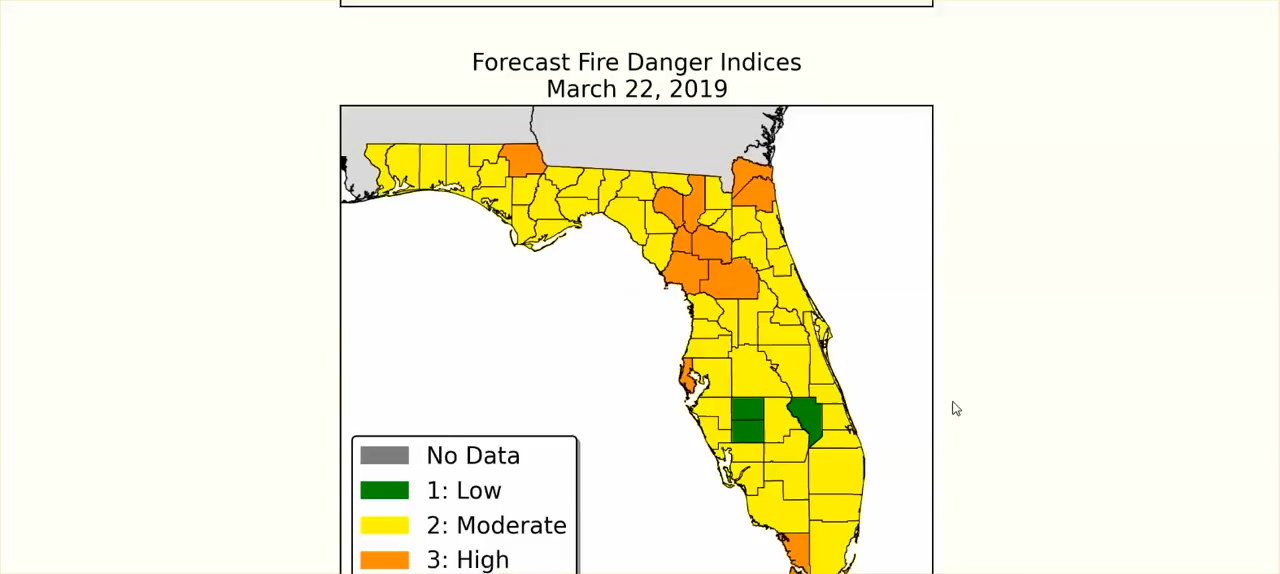 Forecast Fire Danger Indices
March 22, 2019
No Data
1: Low
2: Moderate
3: High